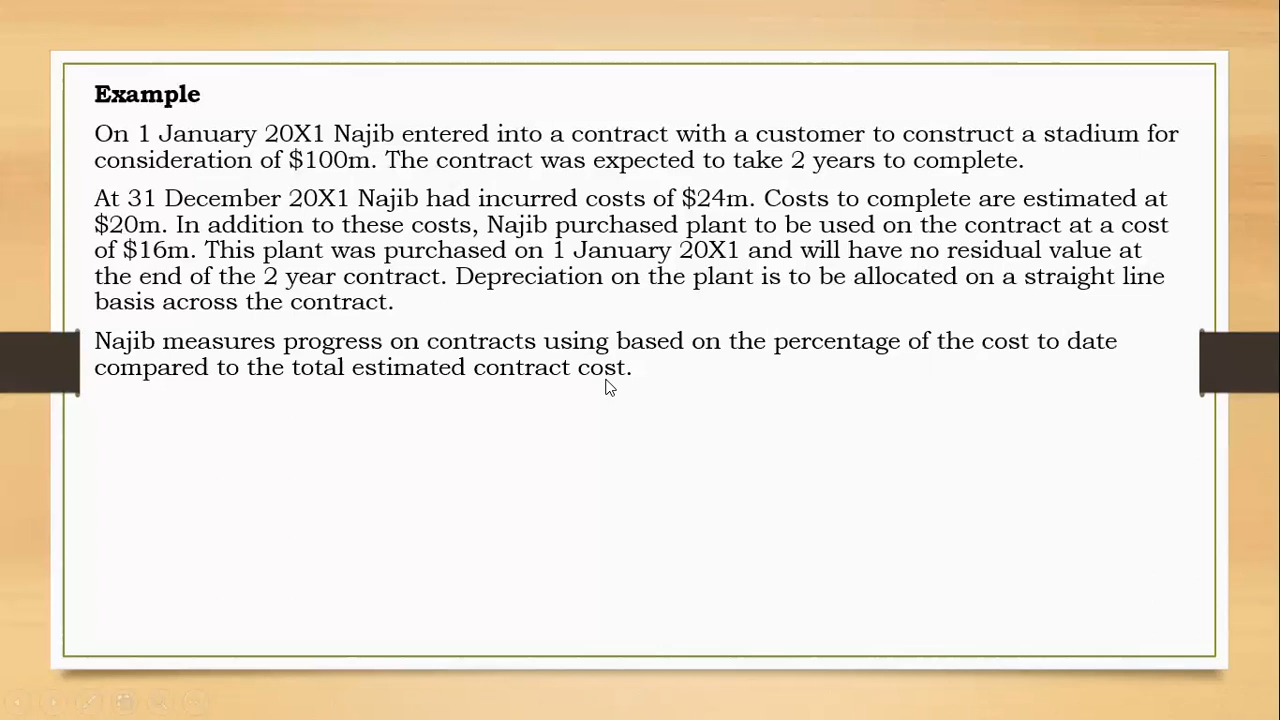 Example
On 1 January 20X1 Najib entered into a contract with a customer to construct a stadium for
consideration of $100m. The contract was expected to take 2 years to complete.
At 31 December 20X1 Najib had incurred costs of $24m. Costs to complete are estimated at
$20m. In addition to these costs, Najib purchased plant to be used on the contract at a cost
of $16m. This plant was purchased on 1 January 20X1 and will have no residual value at
the end of the 2 year contract. Depreciation on the plant is to be allocated on a straight line
basis across the contract.
Najib measures progress on contracts using based on the percentage of the cost to date
compared to the total estimated contract cost.